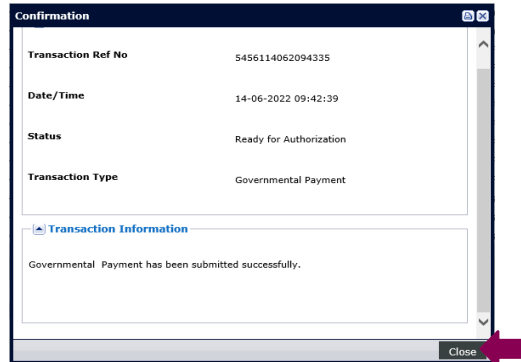 Confirmation
Transaction Ref No 5456114062094335
Date/Time 14-06-2022 09:42:39
Status Ready for Authorization
Transaction Type Governmental Payment
Transaction Information
Governmental Payment has been submitted successfully.
Close